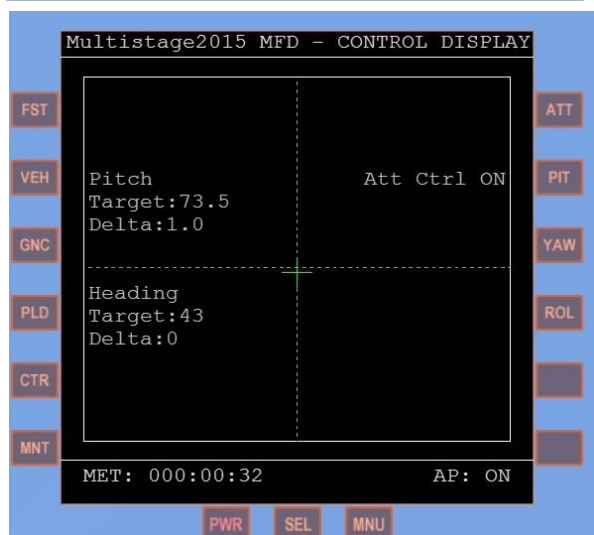 Multistage2015 MFD - CONTROL DISPLAY
FST
ATT
VEH
Pitch
Att Ctrl ON
PIT
Target:73.5
Delta:1.0
GNC
YAW
Heading
PLD
Target:43
ROL
Delta:0
CTR
MNT
MET: 000:00:32
AP: ON
PWR
SEL
MNU